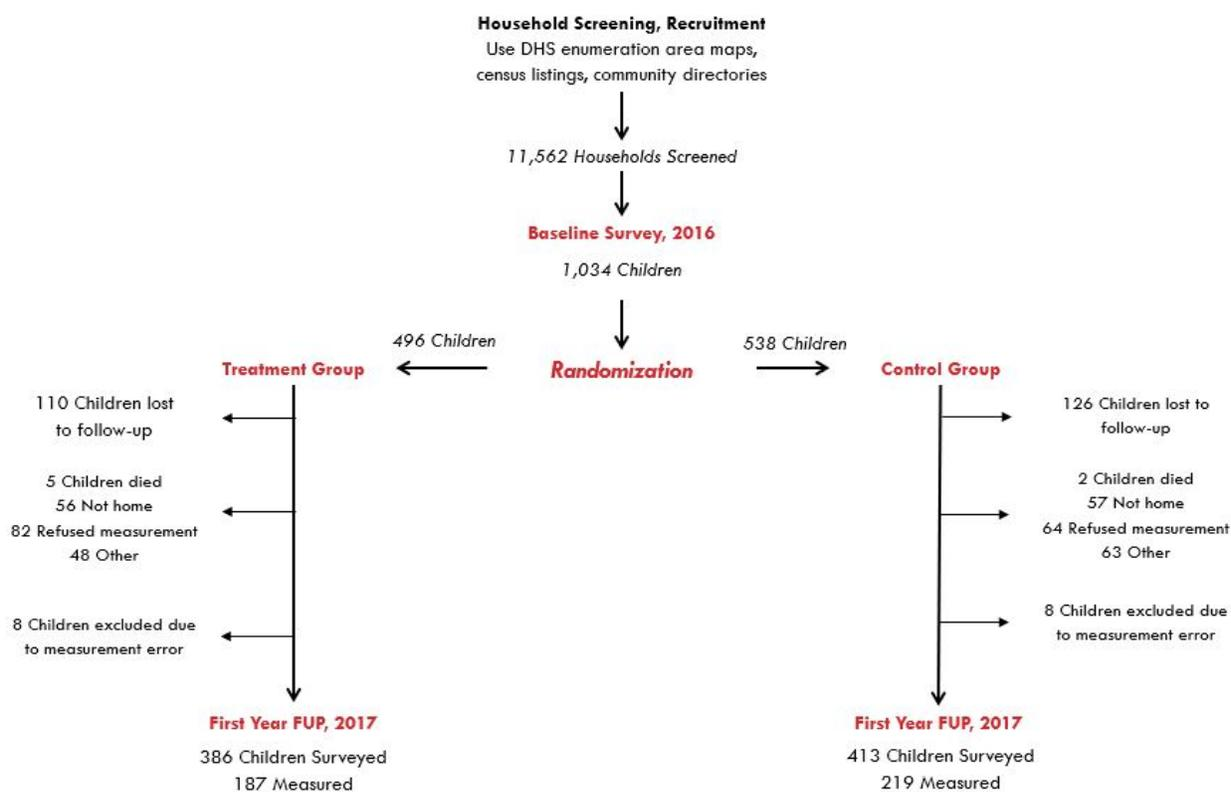 Household Screening, Recruitment
Use DHS enumeration area maps,
census listings, community directories
11,562 Households Screened
Baseline Survey, 2016
1,034 Children
496 Children
538 Children
Treatment Group
Randomization
Control Group
110 Children lost
to follow-up
126 Children lost to
follow-up
5 Children died
56 Not home
82 Refused measurement
48 Other
2 Children died
57 Not home
64 Refused measurement
63 Other
8 Children excluded due
to measurement error
8 Children excluded due
to measurement error
First Year FUP, 2017
386 Children Surveyed
187 Measured
First Year FUP, 2017
413 Children Surveyed
219 Measured